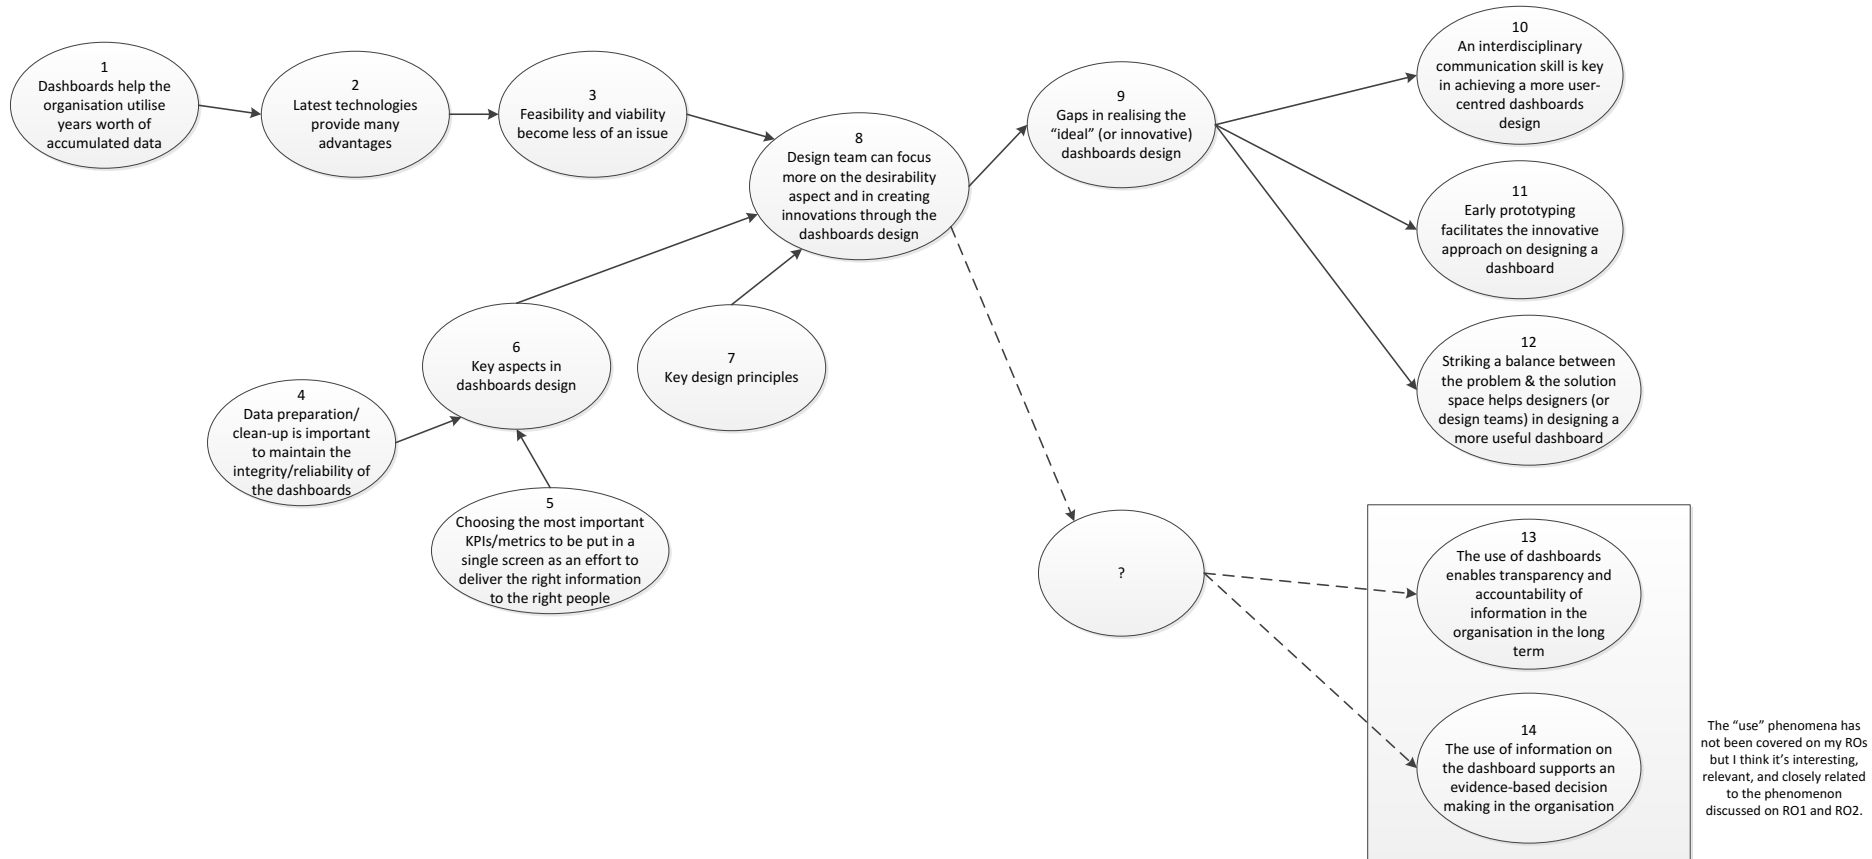 1
Dashboards help the
organisation utilise
years worth of
accumulated data
2
Latest technologies
provide many
advantages
3
Feasibility and viability
become less of an issue
8
Design team can focus
more on the desirability
aspect and in creating
innovations through the
dashboards design
9
Gaps in realising the
“ideal” (or innovative)
dashboards design
10
An interdisciplinary
communication skill is key
in achieving a more user-
centred dashboards
design
11
Early prototyping
facilitates the innovative
approach on designing a
dashboard
12
Striking a balance between
the problem & the solution
space helps designers (or
design teams) in designing a
more useful dashboard
6
Key aspects in
dashboards design
7
Key design principles
4
Data preparation/
clean-up is important
to maintain the
integrity/reliability of
the dashboards
5
Choosing the most important
KPIs/metrics to be put in a
single screen as an effort to
deliver the right information
to the right people
?
13
The use of dashboards
enables transparency and
accountability of
information in the
organisation in the long
term
14
The use of information on
the dashboard supports an
evidence-based decision
making in the organisation
The “use” phenomena has
not been covered on my ROs
but I think it’s interesting,
relevant, and closely related
to the phenomenon
discussed on RO1 and RO2.